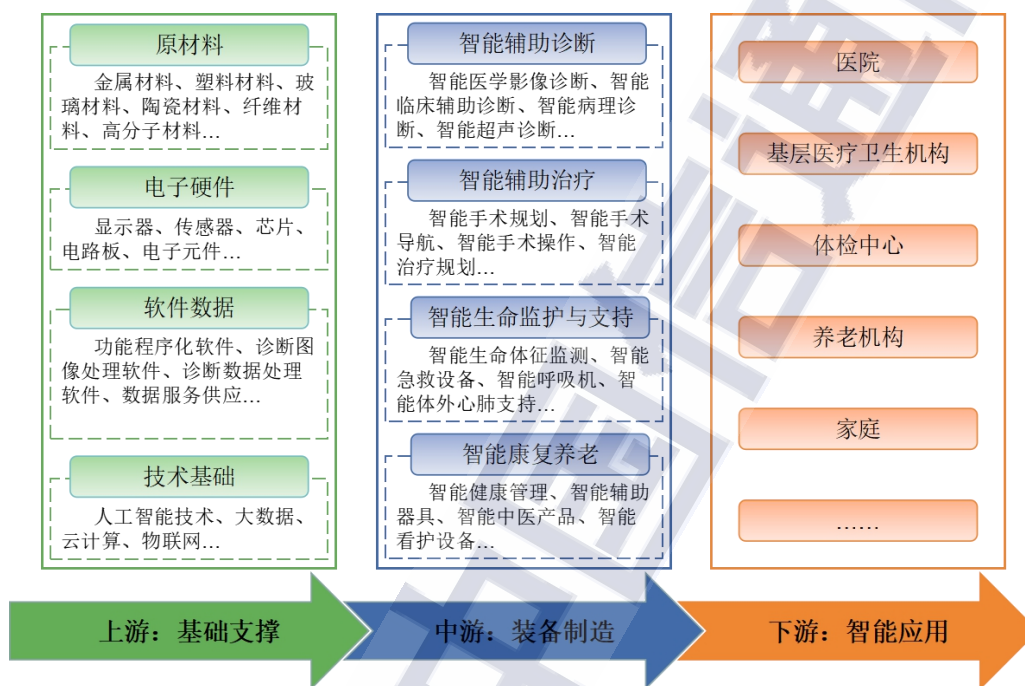 原材料
金属材料、塑料材料、玻
璃材料、陶瓷材料、纤维材
料、高分子材料...
电子硬件
显示器、传感器、芯片、
电路板、电子元件...
软件数据
功能程序化软件、诊断图
像处理软件、诊断数据处理
软件、数据服务供应...
技术基础
人工智能技术、大数据、
云计算、物联网...
上游：基础支撑
智能辅助诊断
智能医学影像诊断、智能
临床辅助诊断、智能病理诊
断、智能超声诊断...
智能辅助治疗
智能手术规划、智能手术
导航、智能手术操作、智能
治疗规划...
智能生命监护与支持
智能生命体征监测、智能
急救设备、智能呼吸机、智
能体外心肺支持...
智能康复养老
智能健康管理、智能辅助
器具、智能中医产品、智能
看护设备...
中游：装备制造
医院
基层医疗卫生机构
体检中心
养老机构
家庭
……
下游：智能应用
中国信通